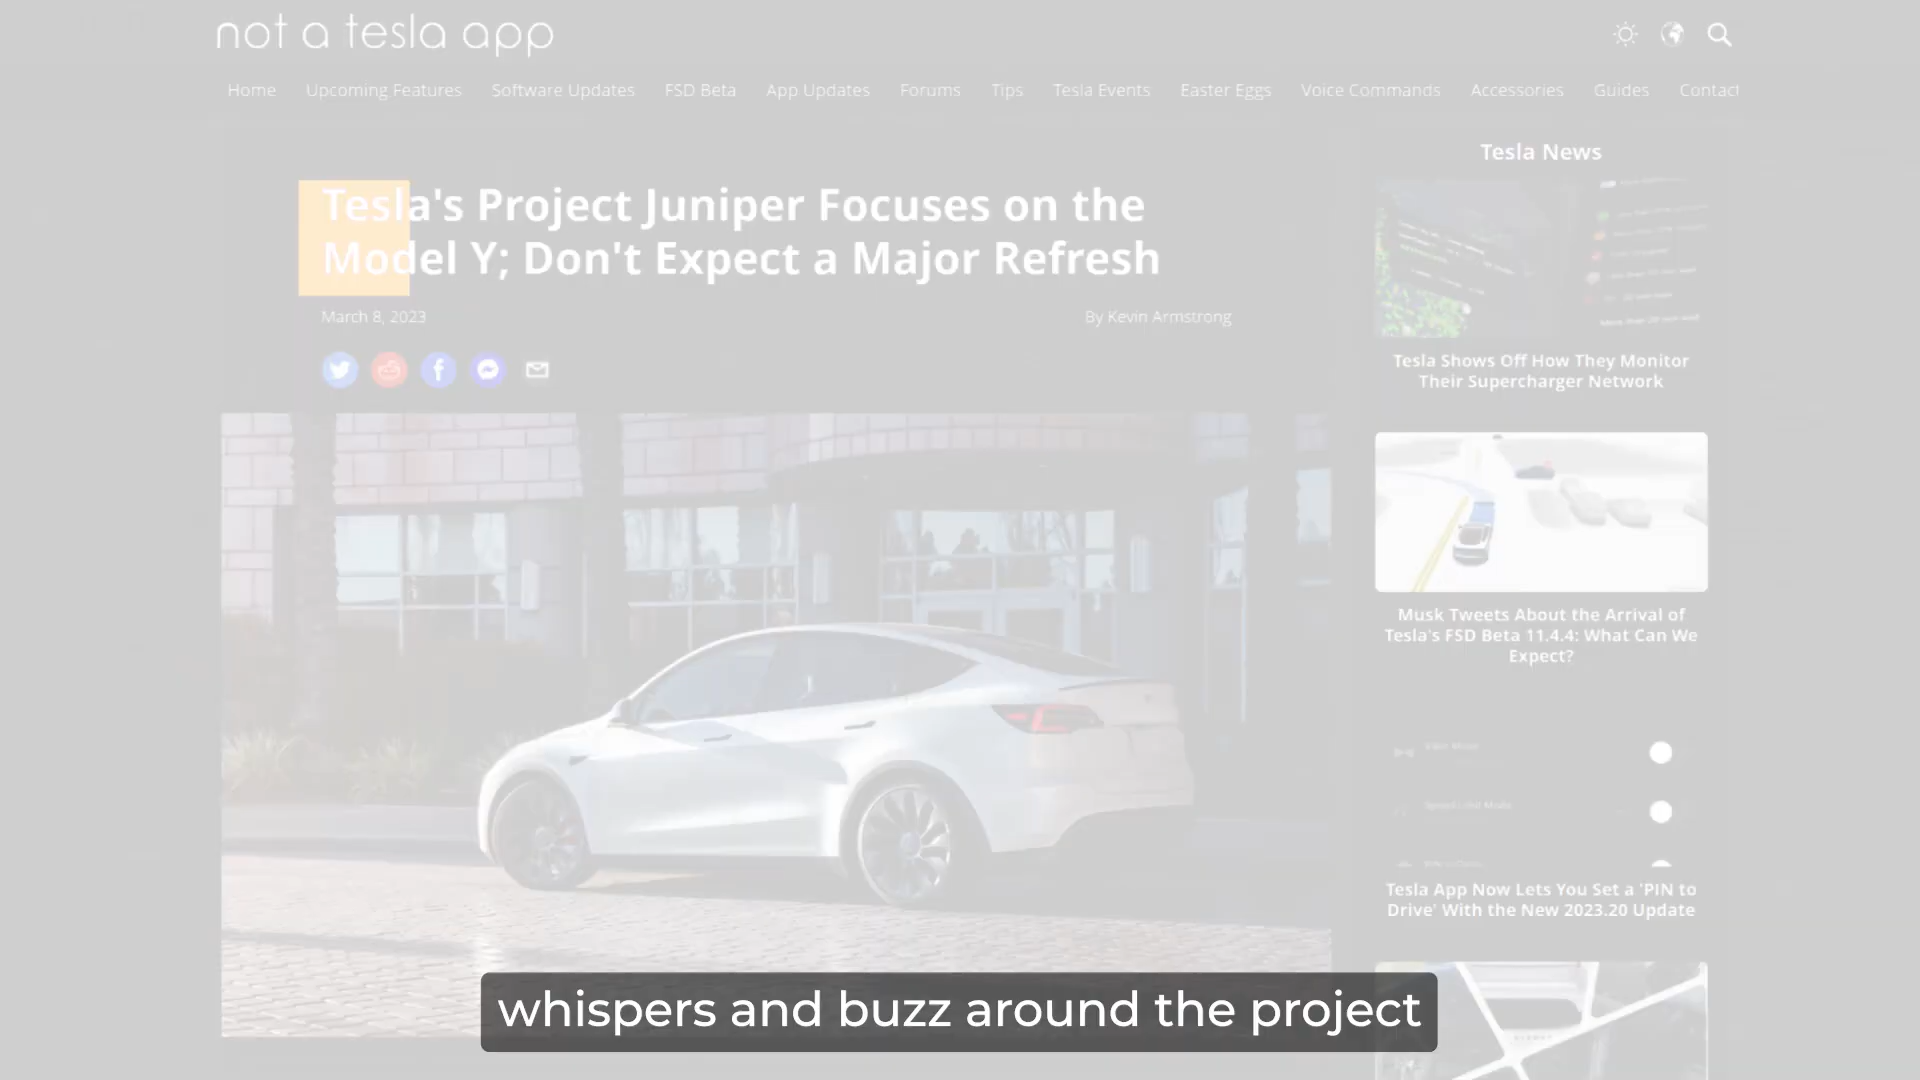 not a tesla app
Home Upcoming Features Software Updates FSD Beta App Updates Forums Tips Tesla Events Easter Eggs Voice Commands Accessories Guides Contact
Tesla's Project Juniper Focuses on the
Model Y; Don't Expect a Major Refresh
March 8, 2023
By Kevin Armstrong
Tesla News
Tesla Shows Off How They Monitor
Their Supercharger Network
Musk Tweets About the Arrival of
Tesla's FSD Beta 11.4.4: What Can We
Expect?
Speed Limit Mode
Tesla App Now Lets You Set a 'PIN to
Drive' With the New 2023.20 Update
whispers and buzz around the project